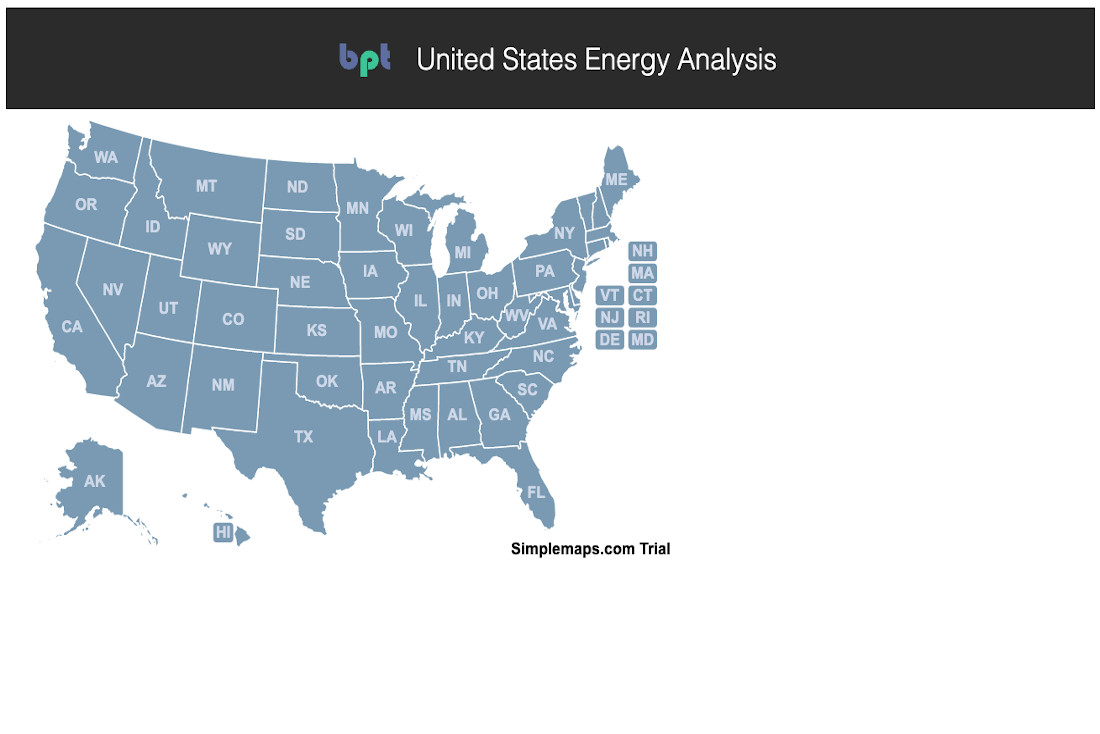 bpt United States Energy Analysis
WA
MT
ND
MN
ME
OR
ID
SD
WI
NY
WY
MI
NH
IA
PA
MA
NV
NE
IL
IN
OH
VT
CT
UT
CO
WV
NJ
RI
CA
KS
MO
KY
VA
DE
MD
AZ
NM
OK
AR
TN
NC
SC
TX
MS
AL
GA
LA
AK
FL
HI
Simplemaps.com Trial